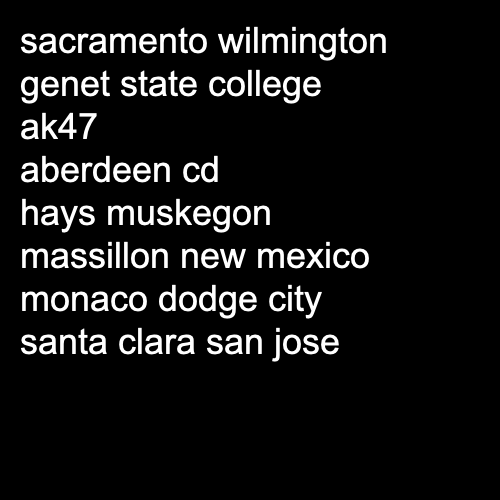 sacramento wilmington
genet state college
ak47
aberdeen cd
hays muskegon
massillon new mexico
monaco dodge city
santa clara san jose